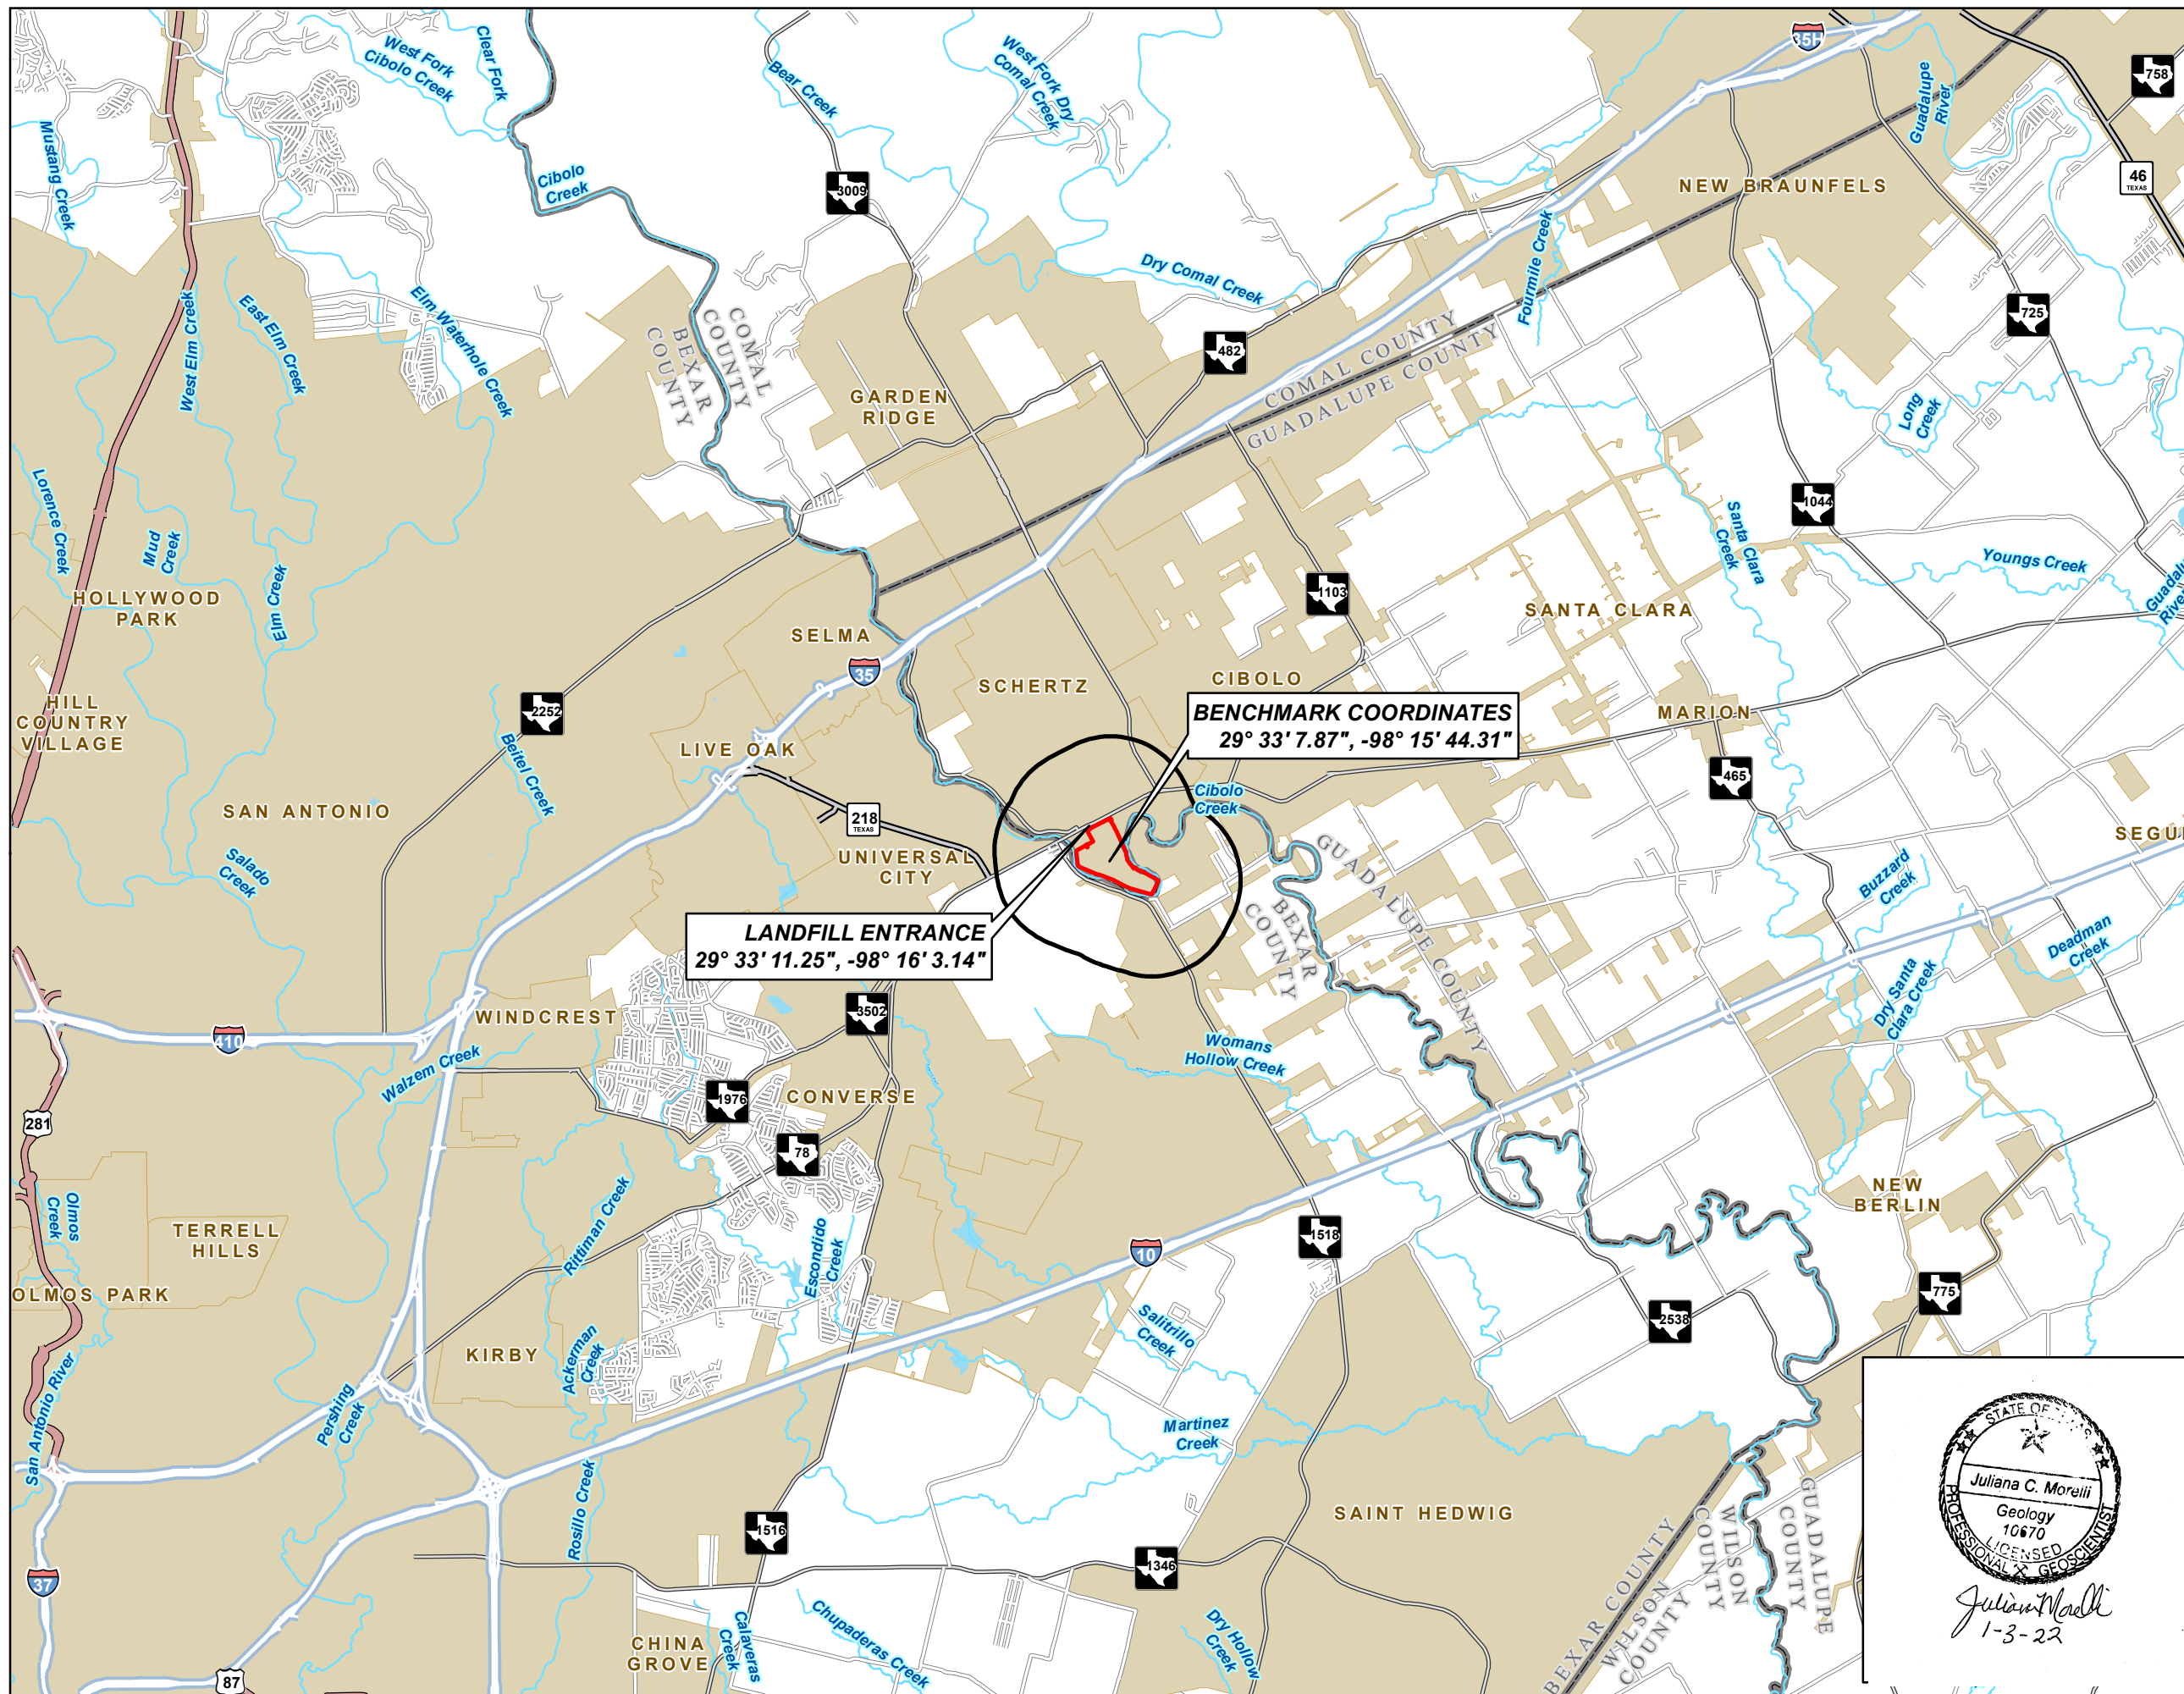 West Fork
Cibolo Creek
Clear Fork
Bear Creek
West Fork Dry
Comal Creek
35H
Guadalupe
River
758
46
TEXAS
Mustang Creek
Cibolo
Creek
3009
NEW BRAUNFELS
Dry Comal Creek
Fourmile Creek
West Elm Creek
East Elm Creek
Elm Waterhole Creek
COMAL
COUNTY
BEXAR
COUNTY
482
COMAL COUNTY
GUADALUPE COUNTY
725
GARDEN
RIDGE
Long
Creek
Lorence Creek
Mud
Creek
Elm Creek
1044
Santa Clara
Creek
Youngs Creek
HOLLYWOOD
PARK
1103
SANTA CLARA
SELMA
35
SCHERTZ
CIBOLO
HILL
COUNTRY
VILLAGE
2252
Beitel Creek
LIVE OAK
BENCHMARK COORDINATES
29° 33' 7.87", -98° 15' 44.31"
MARION
465
SAN ANTONIO
218
TEXAS
Cibolo
Creek
Salado
Creek
UNIVERSAL
CITY
GUADALUPE COUNTY
BEXAR
COUNTY
Buzzard
Creek
LANDFILL ENTRANCE
29° 33' 11.25", -98° 16' 3.14"
Deadman
Creek
Dry Santa
Clara Creek
WINDCREST
3502
410
Walzem Creek
Womans
Hollow Creek
1976
CONVERSE
281
78
Olmos
Creek
TERRELL
HILLS
Rittiman Creek
Escondido
Creek
10
1518
NEW
BERLIN
OLMOS PARK
775
2538
Salitrillo
Creek
KIRBY
Ackerman
Creek
San Antonio River
Pershing
Creek
Martinez
Creek
Rosillo Creek
1516
SAINT HEDWIG
1346
37
BEXAR COUNTY
WILSON
COUNTY
WILSON
COUNTY
GUADALUPE
COUNTY
CHINA
GROVE
Calaveras
Creek
Chupaderas Creek
Dry Hollow
Creek
87
STATE OF
Juliana C. Morelli
Geology
10670
LICENSED
PROFESSIONAL GEOSCIENTIST
Juliana Morelli
1-3-22